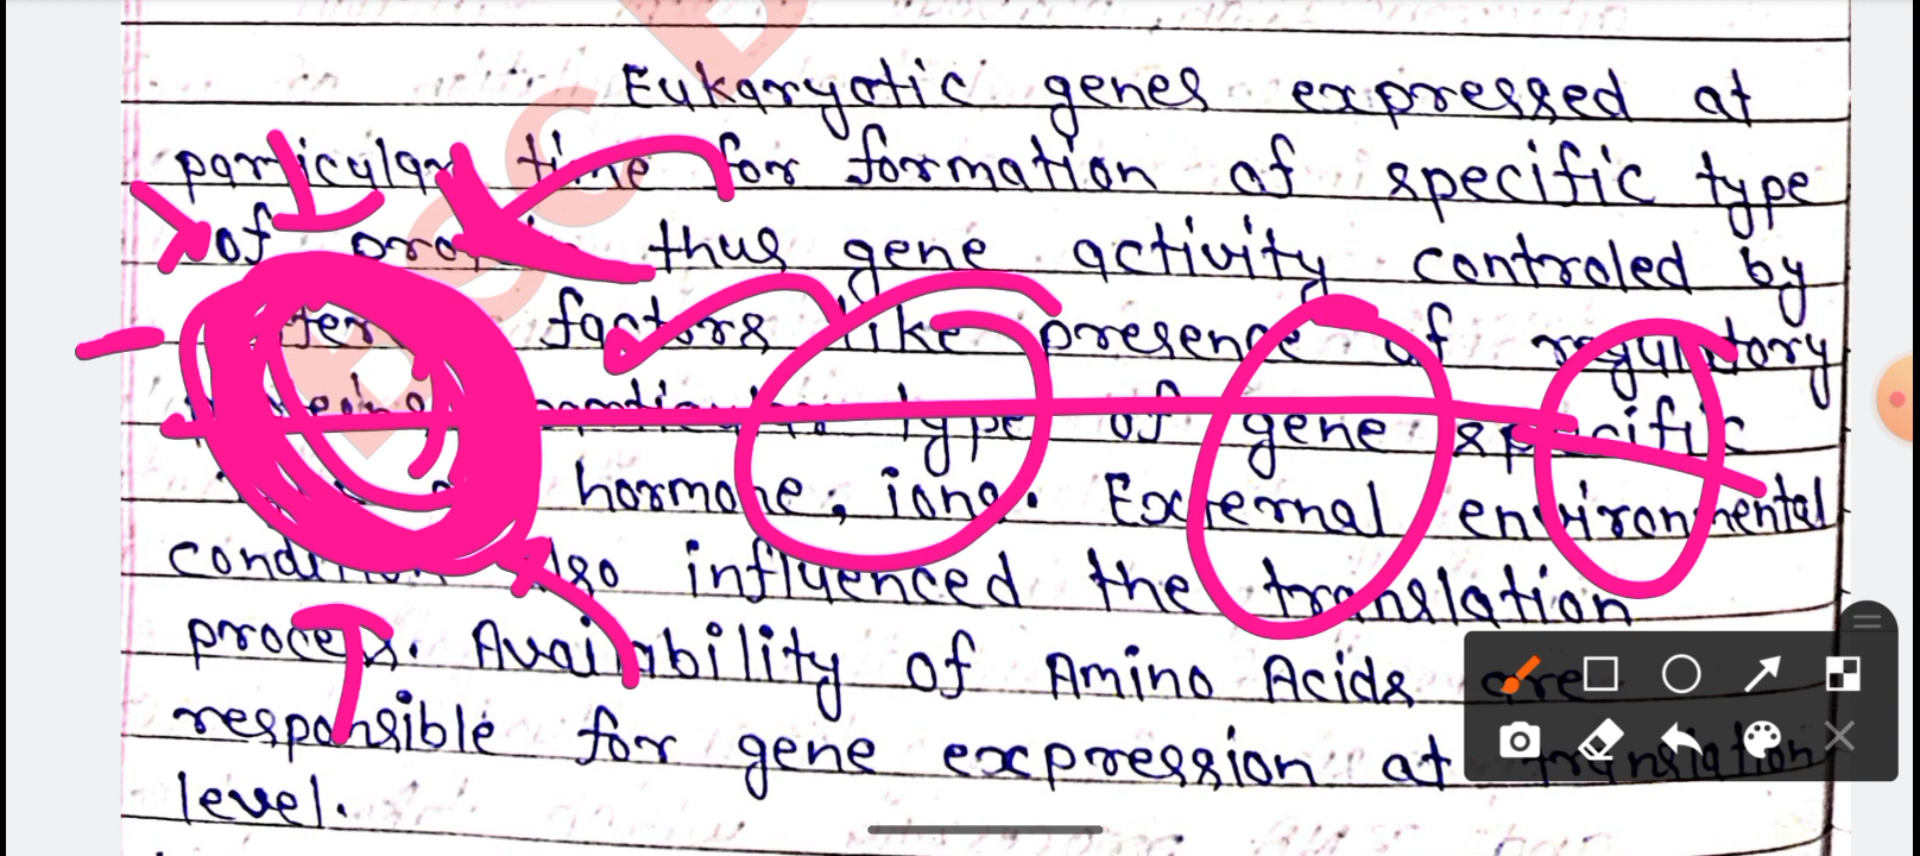 Eukaryotic genes expressed at
particular time for formation of specific type
of thus gene activity controled by
factors like presence of regulatory
type of gene specific
hormone, ions. External environmental
also influenced the translation
process. Availability of Amino Acids are
responsible for gene expression at translation
level.